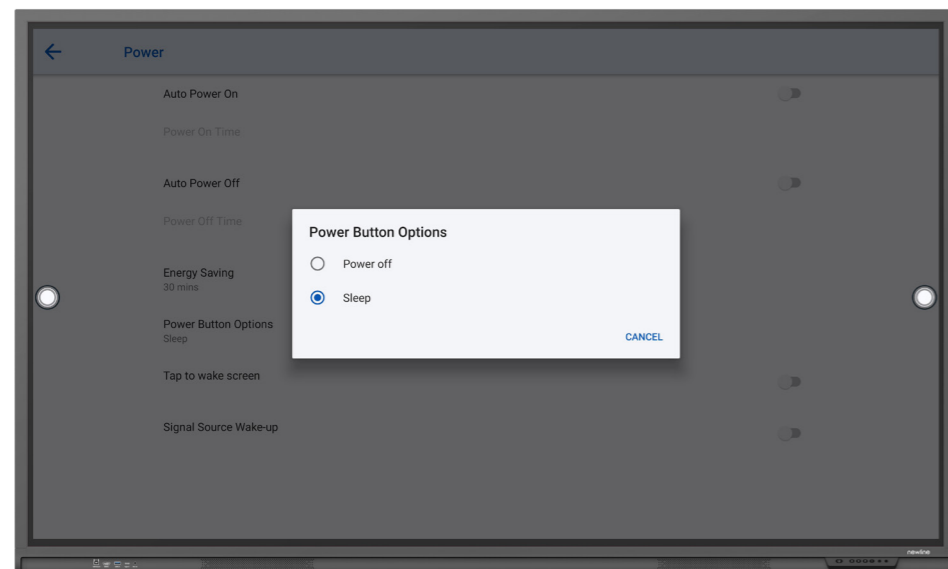 Power
Auto Power On
Power On Time
Auto Power Off
Power Off Time
Power Button Options
Power off
Energy Saving
30 mins
Sleep
Power Button Options
Sleep
CANCEL
Tap to wake screen
Signal Source Wake-up
newline